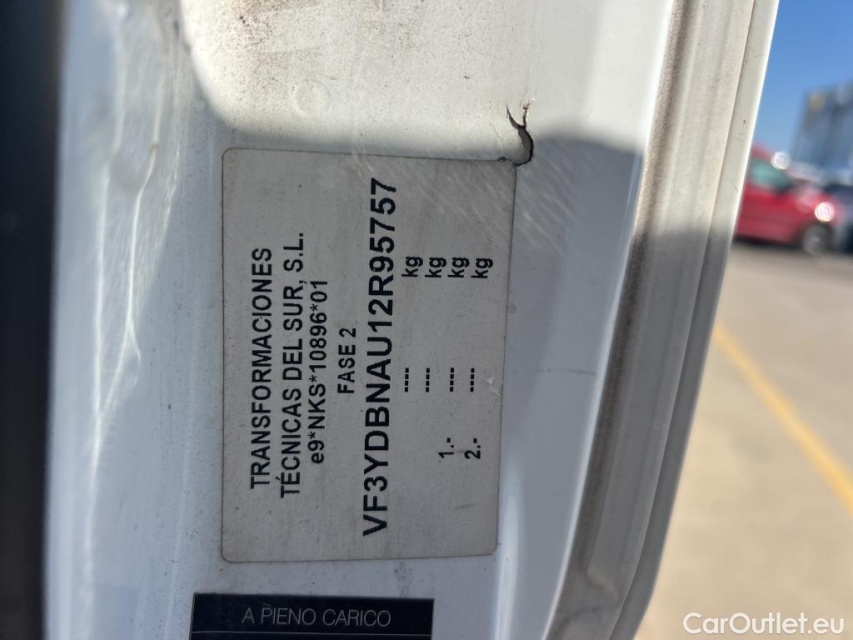 TRANSFORMACIONES
TÉCNICAS DEL SUR, S.L.
e9*NKS*10896*01
FASE 2
VF3YDBNAU12R95757
---- kg
---- kg
1.- ---- kg
2.- ---- kg
A PIENO CARICO
CarOutlet.eu